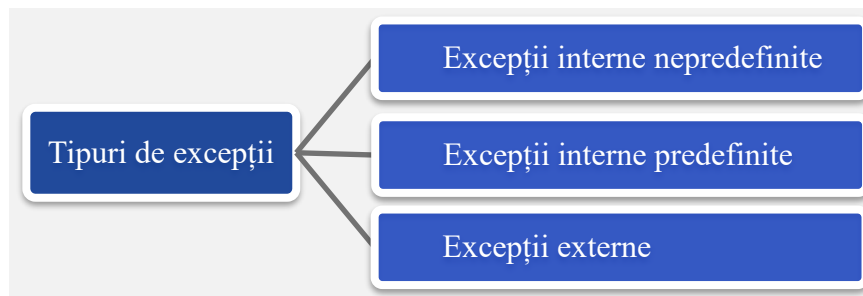 Excepții interne nepredefinite
Tipuri de excepții
Excepții interne predefinite
Excepții externe